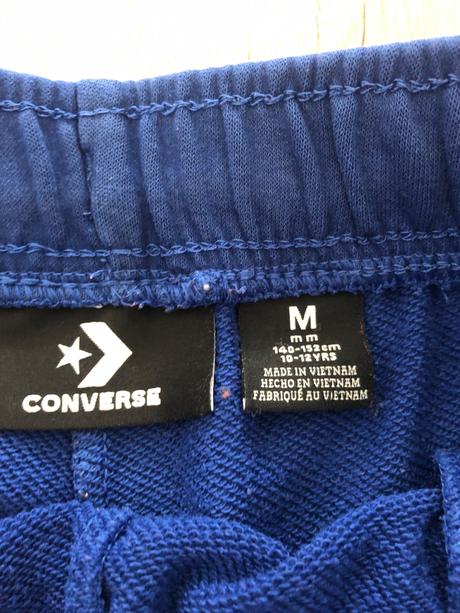 CONVERSE
M
m m
140-152cm
10-12YRS
MADE IN VIETNAM
HECHO EN VIETNAM
FABRIQUÉ AU VIETNAM